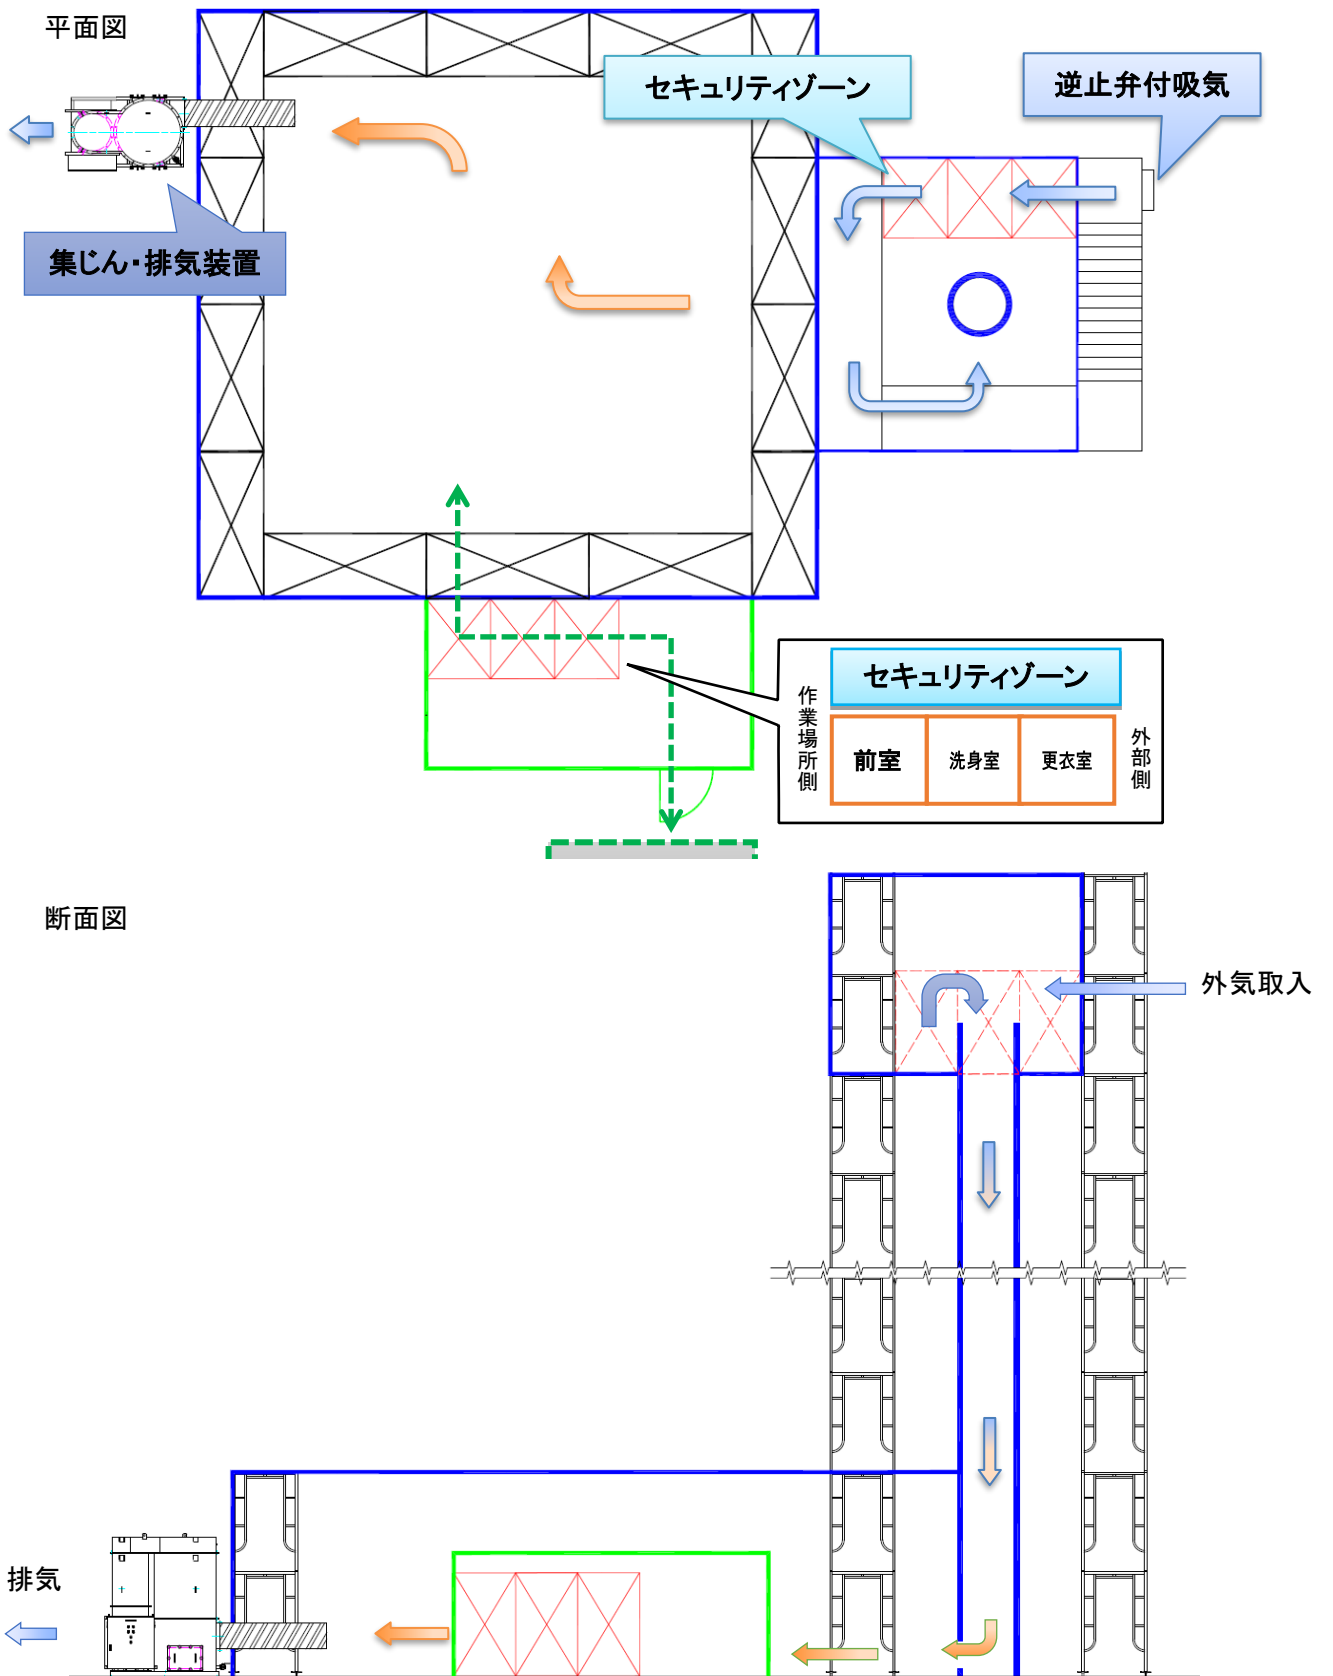 平面図
セキュリティゾーン
逆止弁付吸気
集じん・排気装置
セキュリティゾーン
作業場所側
前室
洗身室
更衣室
外部側
断面図
外気取入
排気